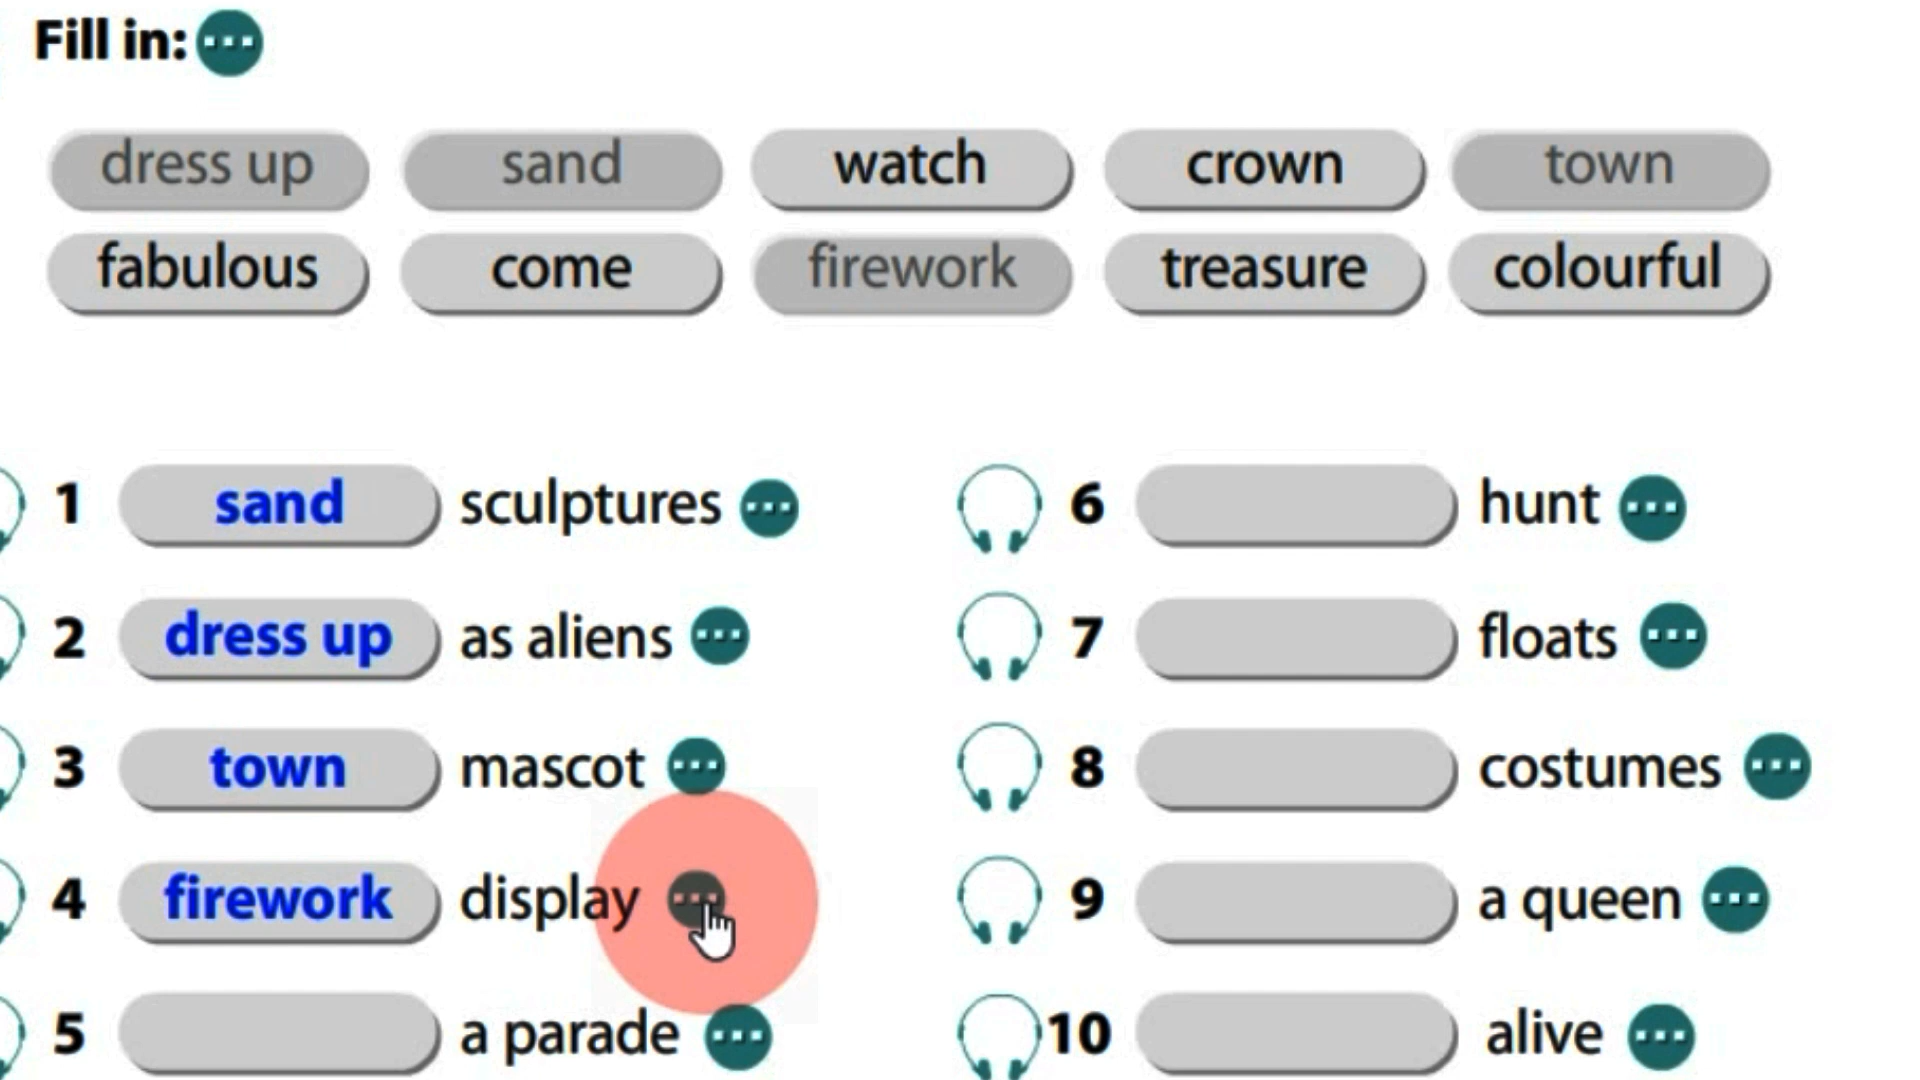 Fill in:
dress up sand watch crown town
fabulous come firework treasure colourful
1 sand sculptures
2 dress up as aliens
3 town mascot
4 firework display
5 a parade
6 hunt
7 floats
8 costumes
9 a queen
10 alive